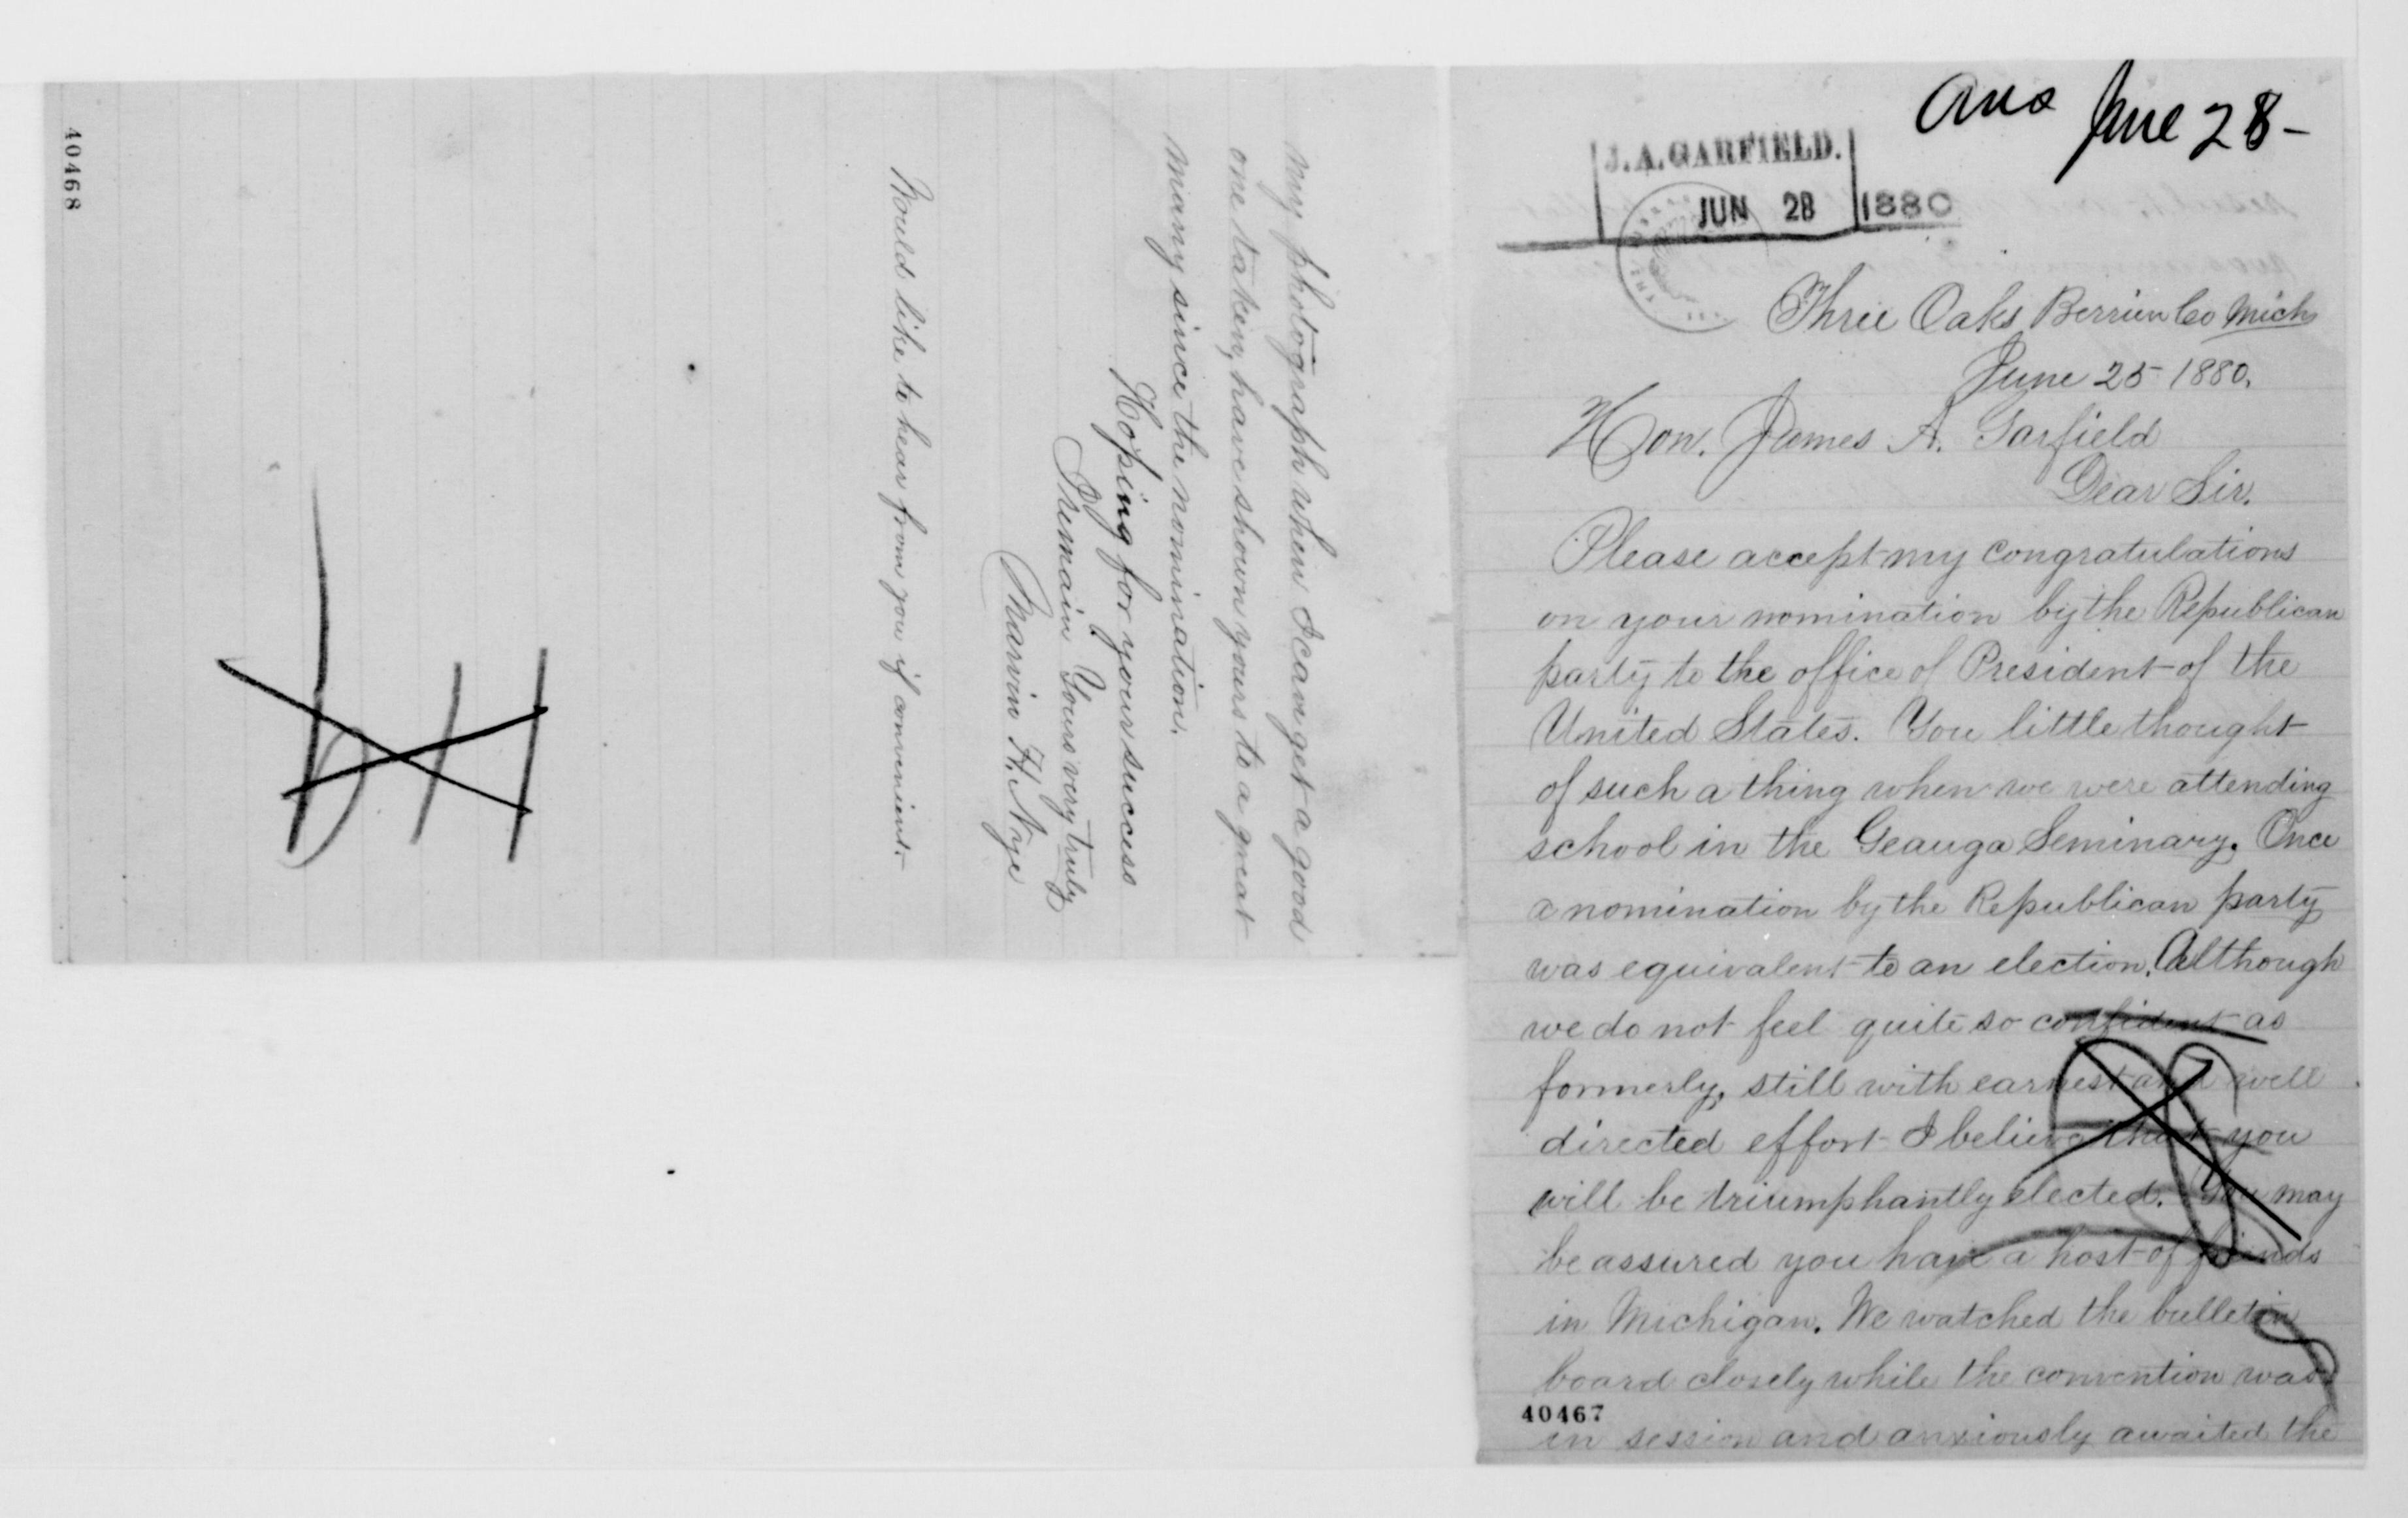 Ans June 28-
J. A. GARFIELD.
JUN 28 1880
Three Oaks Berrien Co Mich
June 25 1880.
Hon. James A. Garfield
Dear Sir.
Please accept my congratulations
on your nomination by the Republican
party to the office of President of the
United States. You little thought
of such a thing when we were attending
school in the Geauga Seminary. Once
a nomination by the Republican party
was equivalent to an election. Although
we do not feel quite so confident as
formerly, still with earnest and well
directed effort I believe that you
will be triumphantly elected. You may
be assured you have a host of friends
in Michigan. We watched the bulletin
board closely while the convention was
40467
in session and anxiously awaited the
my photograph when I can get a good
one taken, have shown yours to a great
many since the nomination.
Hoping for your success
I remain Yours very truly
Marvin H. Nye
Would like to hear from you if convenient.
40468